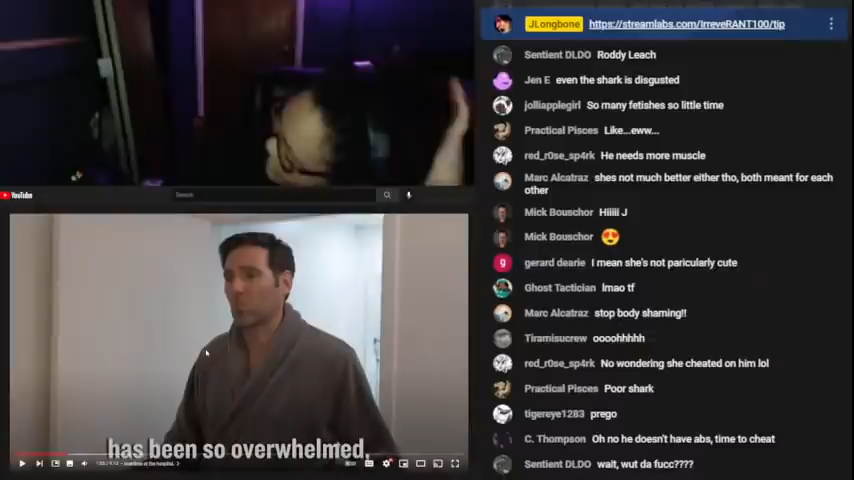 JLongbone https://streamlabs.com/IrreveRANT100/tip
Sentient DLDO Roddy Leach
Jen E even the shark is disgusted
jolliapplegirl So many fetishes so little time
Practical Pisces Like...eww...
red_r0se_sp4rk He needs more muscle
Marc Alcatraz shes not much better either tho, both meant for each
other
Mick Bouschor Hiiiii J
Mick Bouschor 😍
gerard dearie I mean she's not paricularly cute
Ghost Tactician lmao tf
Marc Alcatraz stop body shaming!!
Tiramisucrew oooohhhhh
red_r0se_sp4rk No wondering she cheated on him lol
Practical Pisces Poor shark
tigereye1283 prego
C. Thompson Oh no he doesn't have abs, time to cheat
Sentient DLDO wait, wut da fucc????
YouTube
Search
has been so overwhelmed,